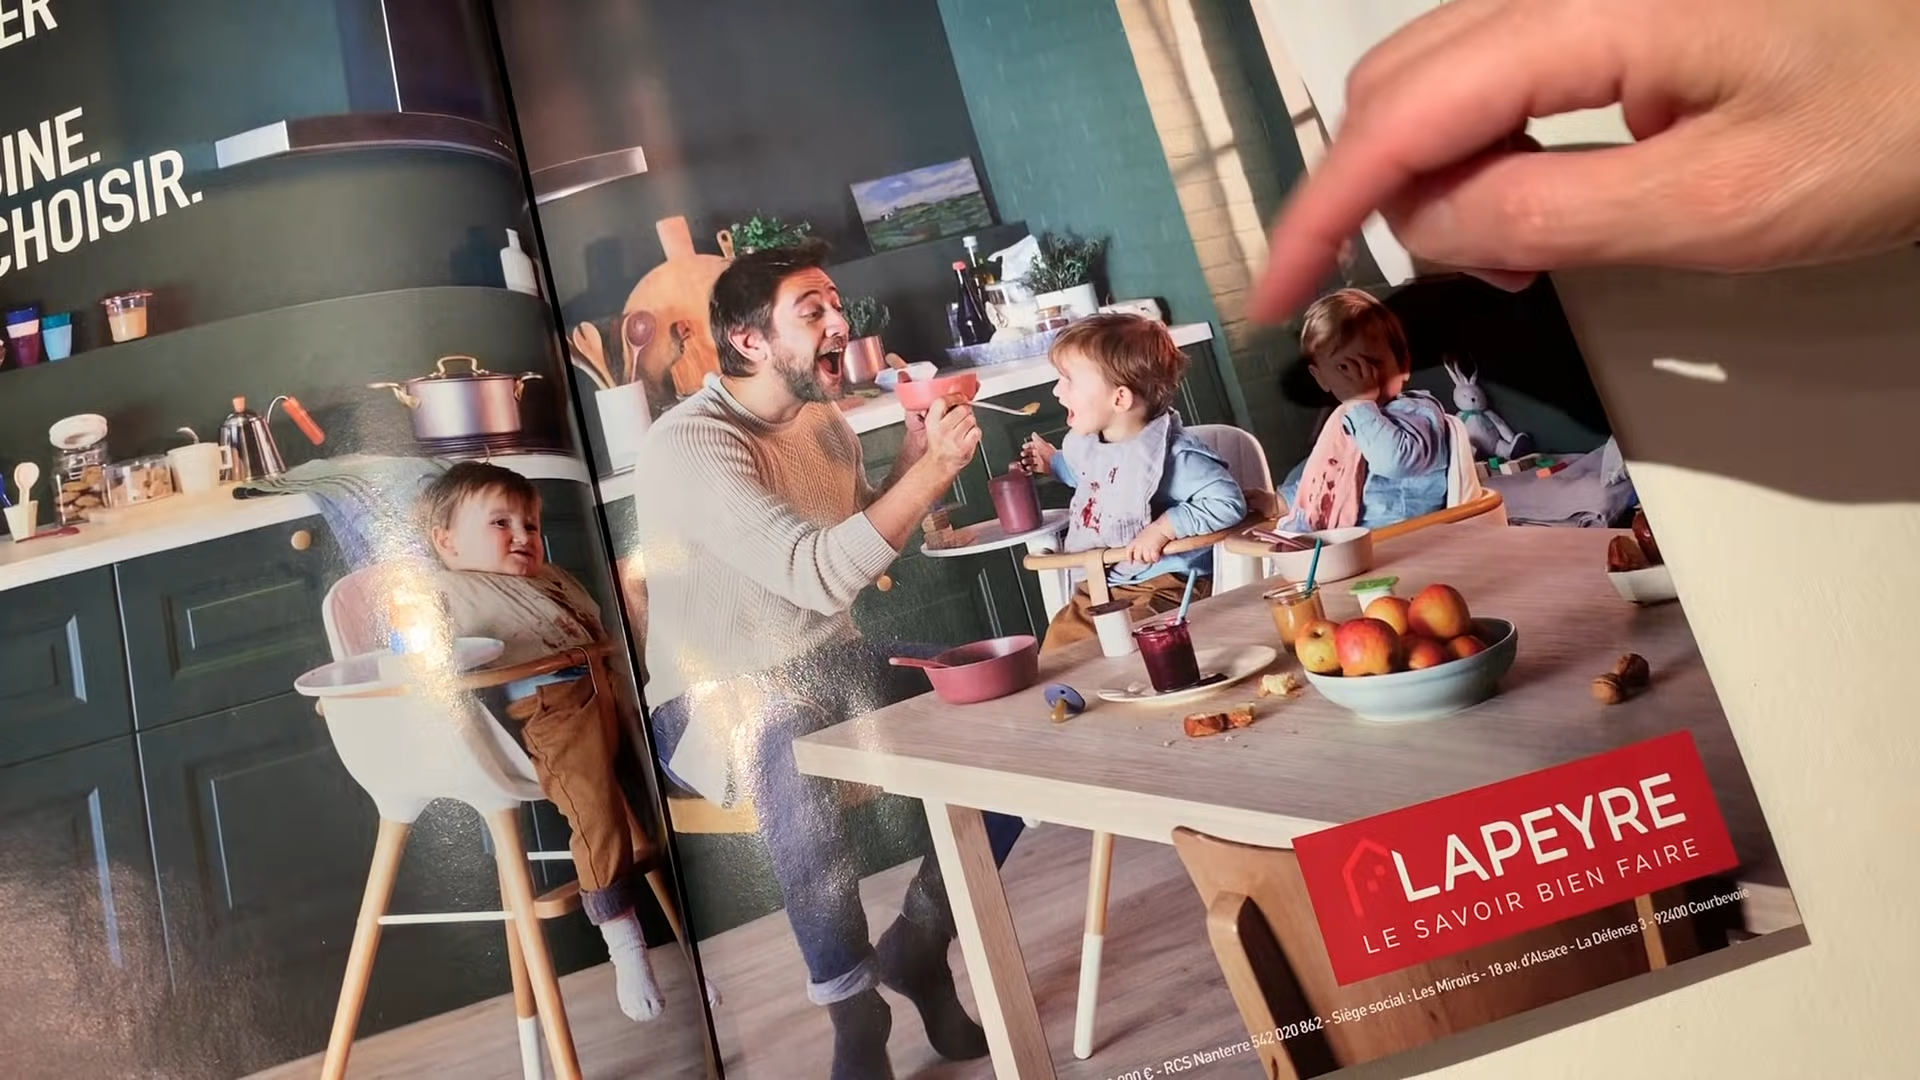 ER
INE.
CHOISIR.
LAPEYRE
LE SAVOIR BIEN FAIRE
000 € - RCS Nanterre 542 020 862 - Siège social : Les Miroirs - 18 av. d'Alsace - La Défense 3 - 92400 Courbevoie